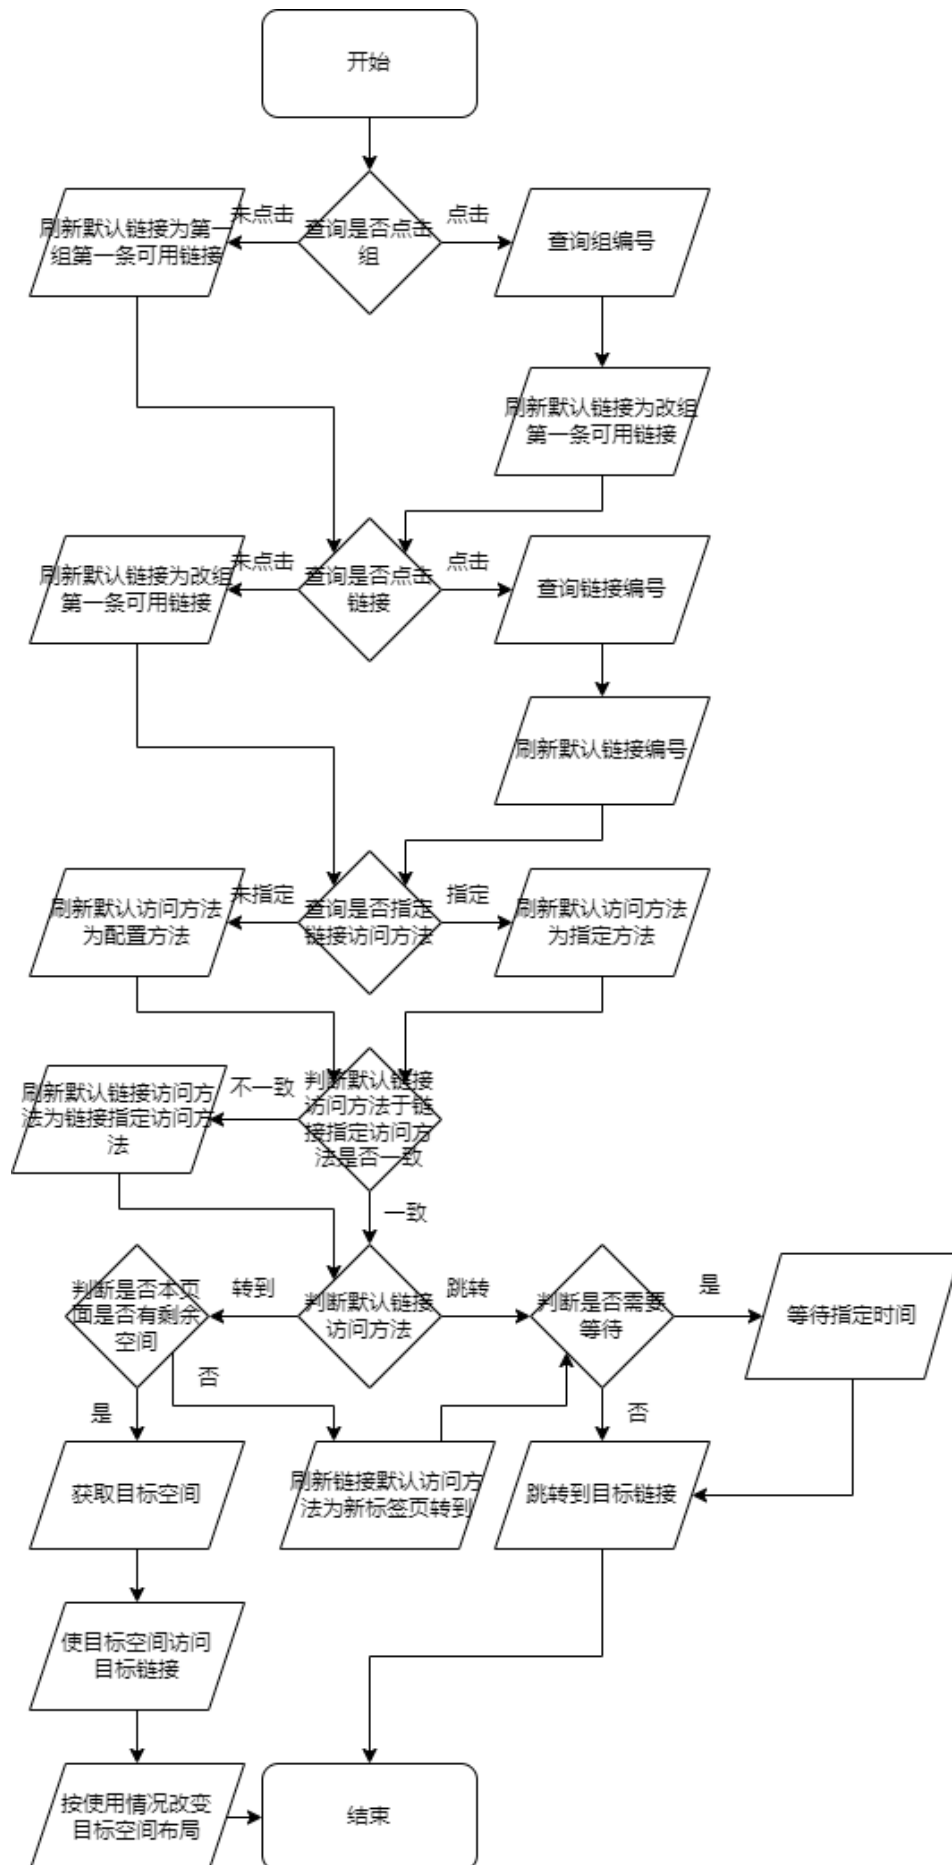 开始
未点击
点击
刷新默认链接为第一
组第一条可用链接
查询是否点击
组
查询组编号
刷新默认链接为改组
第一条可用链接
未点击
点击
刷新默认链接为改组
第一条可用链接
查询是否点击
链接
查询链接编号
刷新默认链接编号
未指定
指定
刷新默认访问方法
为配置方法
查询是否指定
链接访问方法
刷新默认访问方法
为指定方法
不一致
刷新默认链接访问方
法为链接指定访问方
法
判断默认链接
访问方法于链
接指定访问方
法是否一致
一致
转到
跳转
是
判断是否本页
面是否有剩余
空间
判断默认链接
访问方法
判断是否需要
等待
等待指定时间
否
是
否
获取目标空间
刷新链接默认访问方
法为新标签页转到
跳转到目标链接
使目标空间访问
目标链接
按使用情况改变
目标空间布局
结束